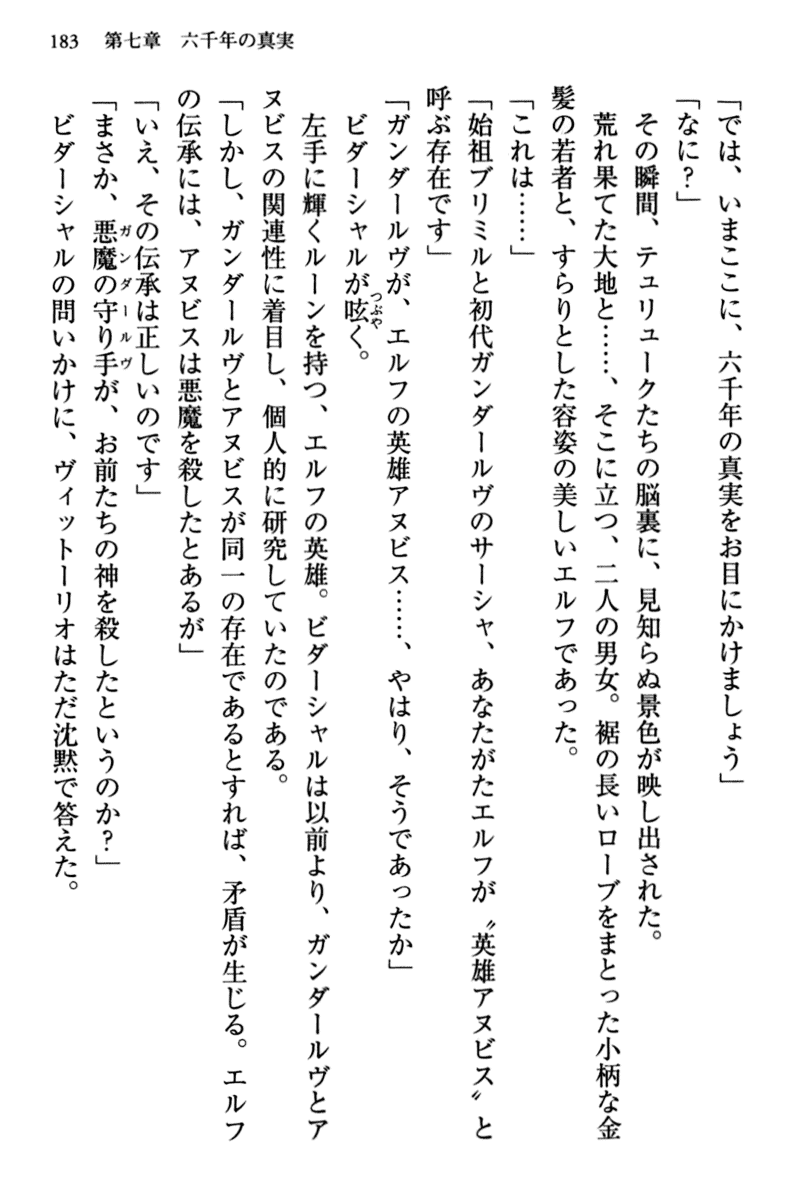 183　第七章　六千年の真実
「では、いまここに、六千年の真実をお目にかけましょう」
「なに？」
その瞬間、テュリュークたちの脳裏に、見知らぬ景色が映し出された。
荒れ果てた大地と……、そこに立つ、二人の男女。裾の長いローブをまとった小柄な金
髪の若者と、すらりとした容姿の美しいエルフであった。
「これは……」
「始祖ブリミルと初代ガンダールヴのサーシャ、あなたがたエルフが〝英雄アヌビス〟と
呼ぶ存在です」
「ガンダールヴが、エルフの英雄アヌビス……、やはり、そうであったか」
ビダーシャルが呟く。
つぶや
左手に輝くルーンを持つ、エルフの英雄。ビダーシャルは以前より、ガンダールヴとア
ヌビスの関連性に着目し、個人的に研究していたのである。
「しかし、ガンダールヴとアヌビスが同一の存在であるとすれば、矛盾が生じる。エルフ
の伝承には、アヌビスは悪魔を殺したとあるが」
「いえ、その伝承は正しいのです」
「まさか、悪魔の守り手が、お前たちの神を殺したというのか？」
ガンダールヴ
ビダーシャルの問いかけに、ヴィットーリオはただ沈黙で答えた。